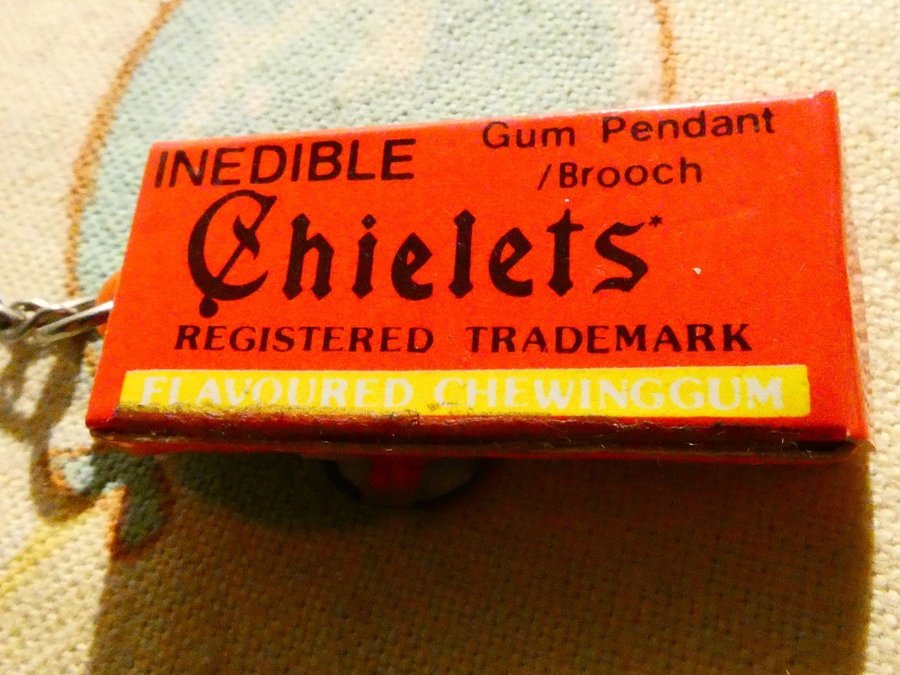 INEDIBLE
Gum Pendant
/Brooch
Chielets*
REGISTERED TRADEMARK
FLAVOURED CHEWINGGUM